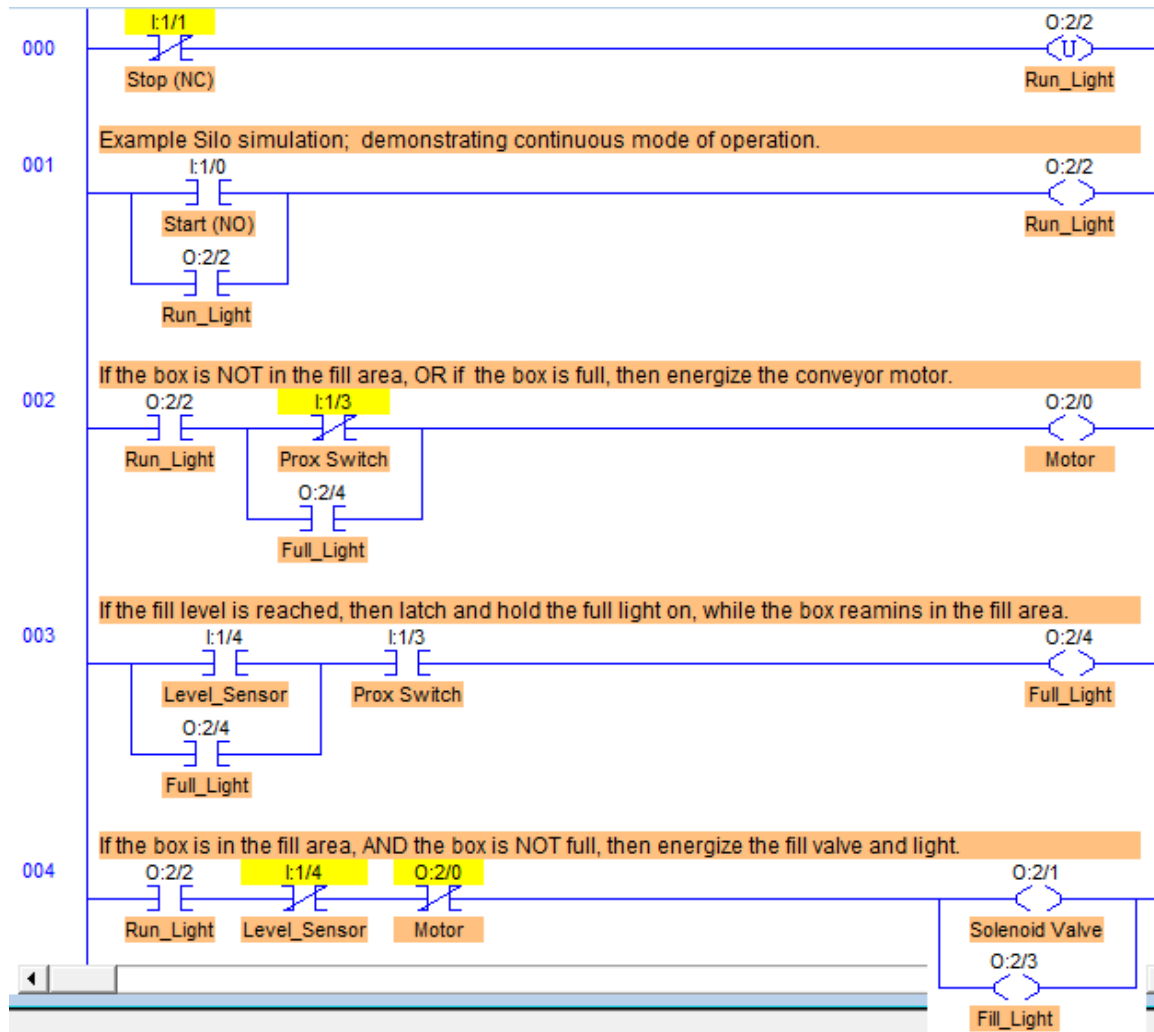 I:1/1 O:2/2
000 U
Stop (NC) Run_Light
Example Silo simulation; demonstrating continuous mode of operation.
001 I:1/0 O:2/2
Start (NO) Run_Light
O:2/2
Run_Light
If the box is NOT in the fill area, OR if the box is full, then energize the conveyor motor.
002 O:2/2 I:1/3 O:2/0
Run_Light Prox Switch Motor
O:2/4
Full_Light
If the fill level is reached, then latch and hold the full light on, while the box reamins in the fill area.
003 I:1/4 I:1/3 O:2/4
Level_Sensor Prox Switch Full_Light
O:2/4
Full_Light
If the box is in the fill area, AND the box is NOT full, then energize the fill valve and light.
004 O:2/2 I:1/4 O:2/0 O:2/1
Run_Light Level_Sensor Motor Solenoid Valve
O:2/3
Fill_Light